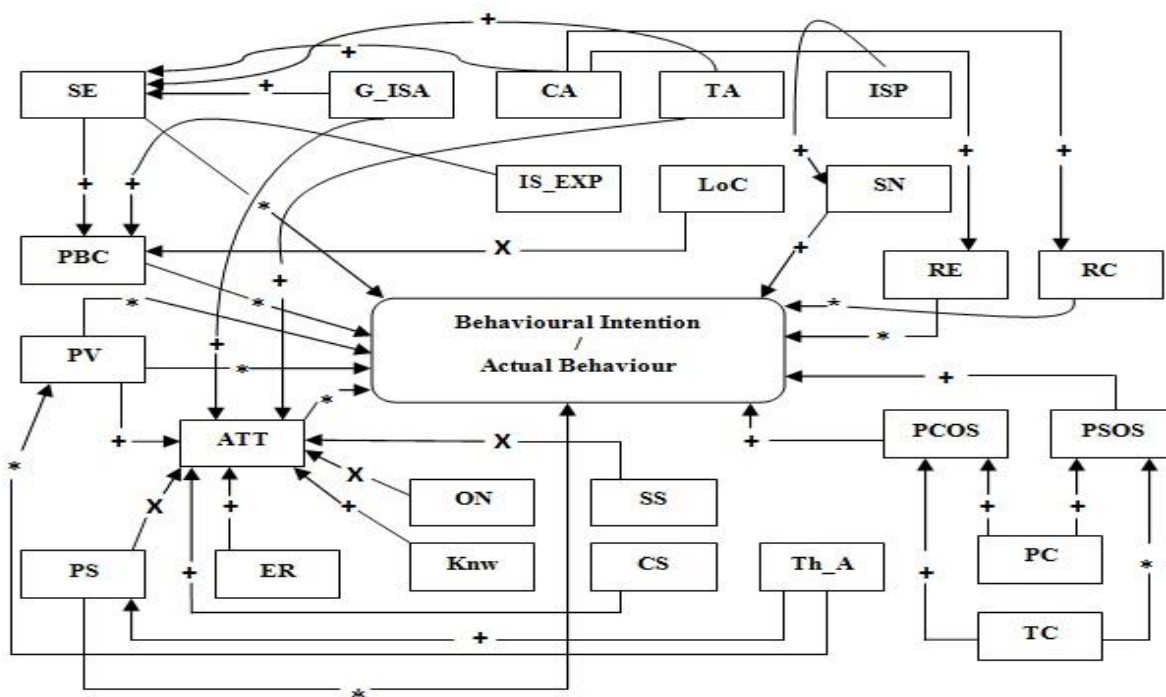 +
+
SE
+
G_ISA
CA
TA
ISP
+
+
+
+
+
IS_EXP
LoC
SN
*
PBC
X
+
+
RE
RC
*
*
Behavioural Intention
*
PV
+
/
*
*
Actual Behaviour
+
ATT
*
PCOS
PSOS
+
X
+
*
X
ON
SS
X
+
+
+
+
PS
ER
Knw
CS
Th_A
PC
+
+
*
TC
+
*